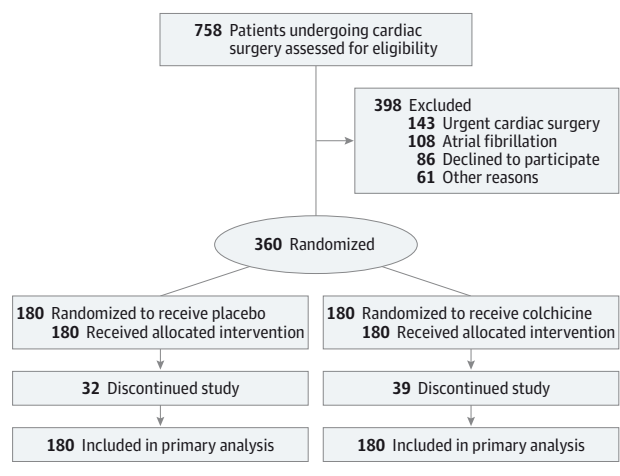 758 Patients undergoing cardiac
surgery assessed for eligibility
398 Excluded
143 Urgent cardiac surgery
108 Atrial fibrillation
86 Declined to participate
61 Other reasons
360 Randomized
180 Randomized to receive placebo
180 Received allocated intervention
180 Randomized to receive colchicine
180 Received allocated intervention
32 Discontinued study
39 Discontinued study
180 Included in primary analysis
180 Included in primary analysis